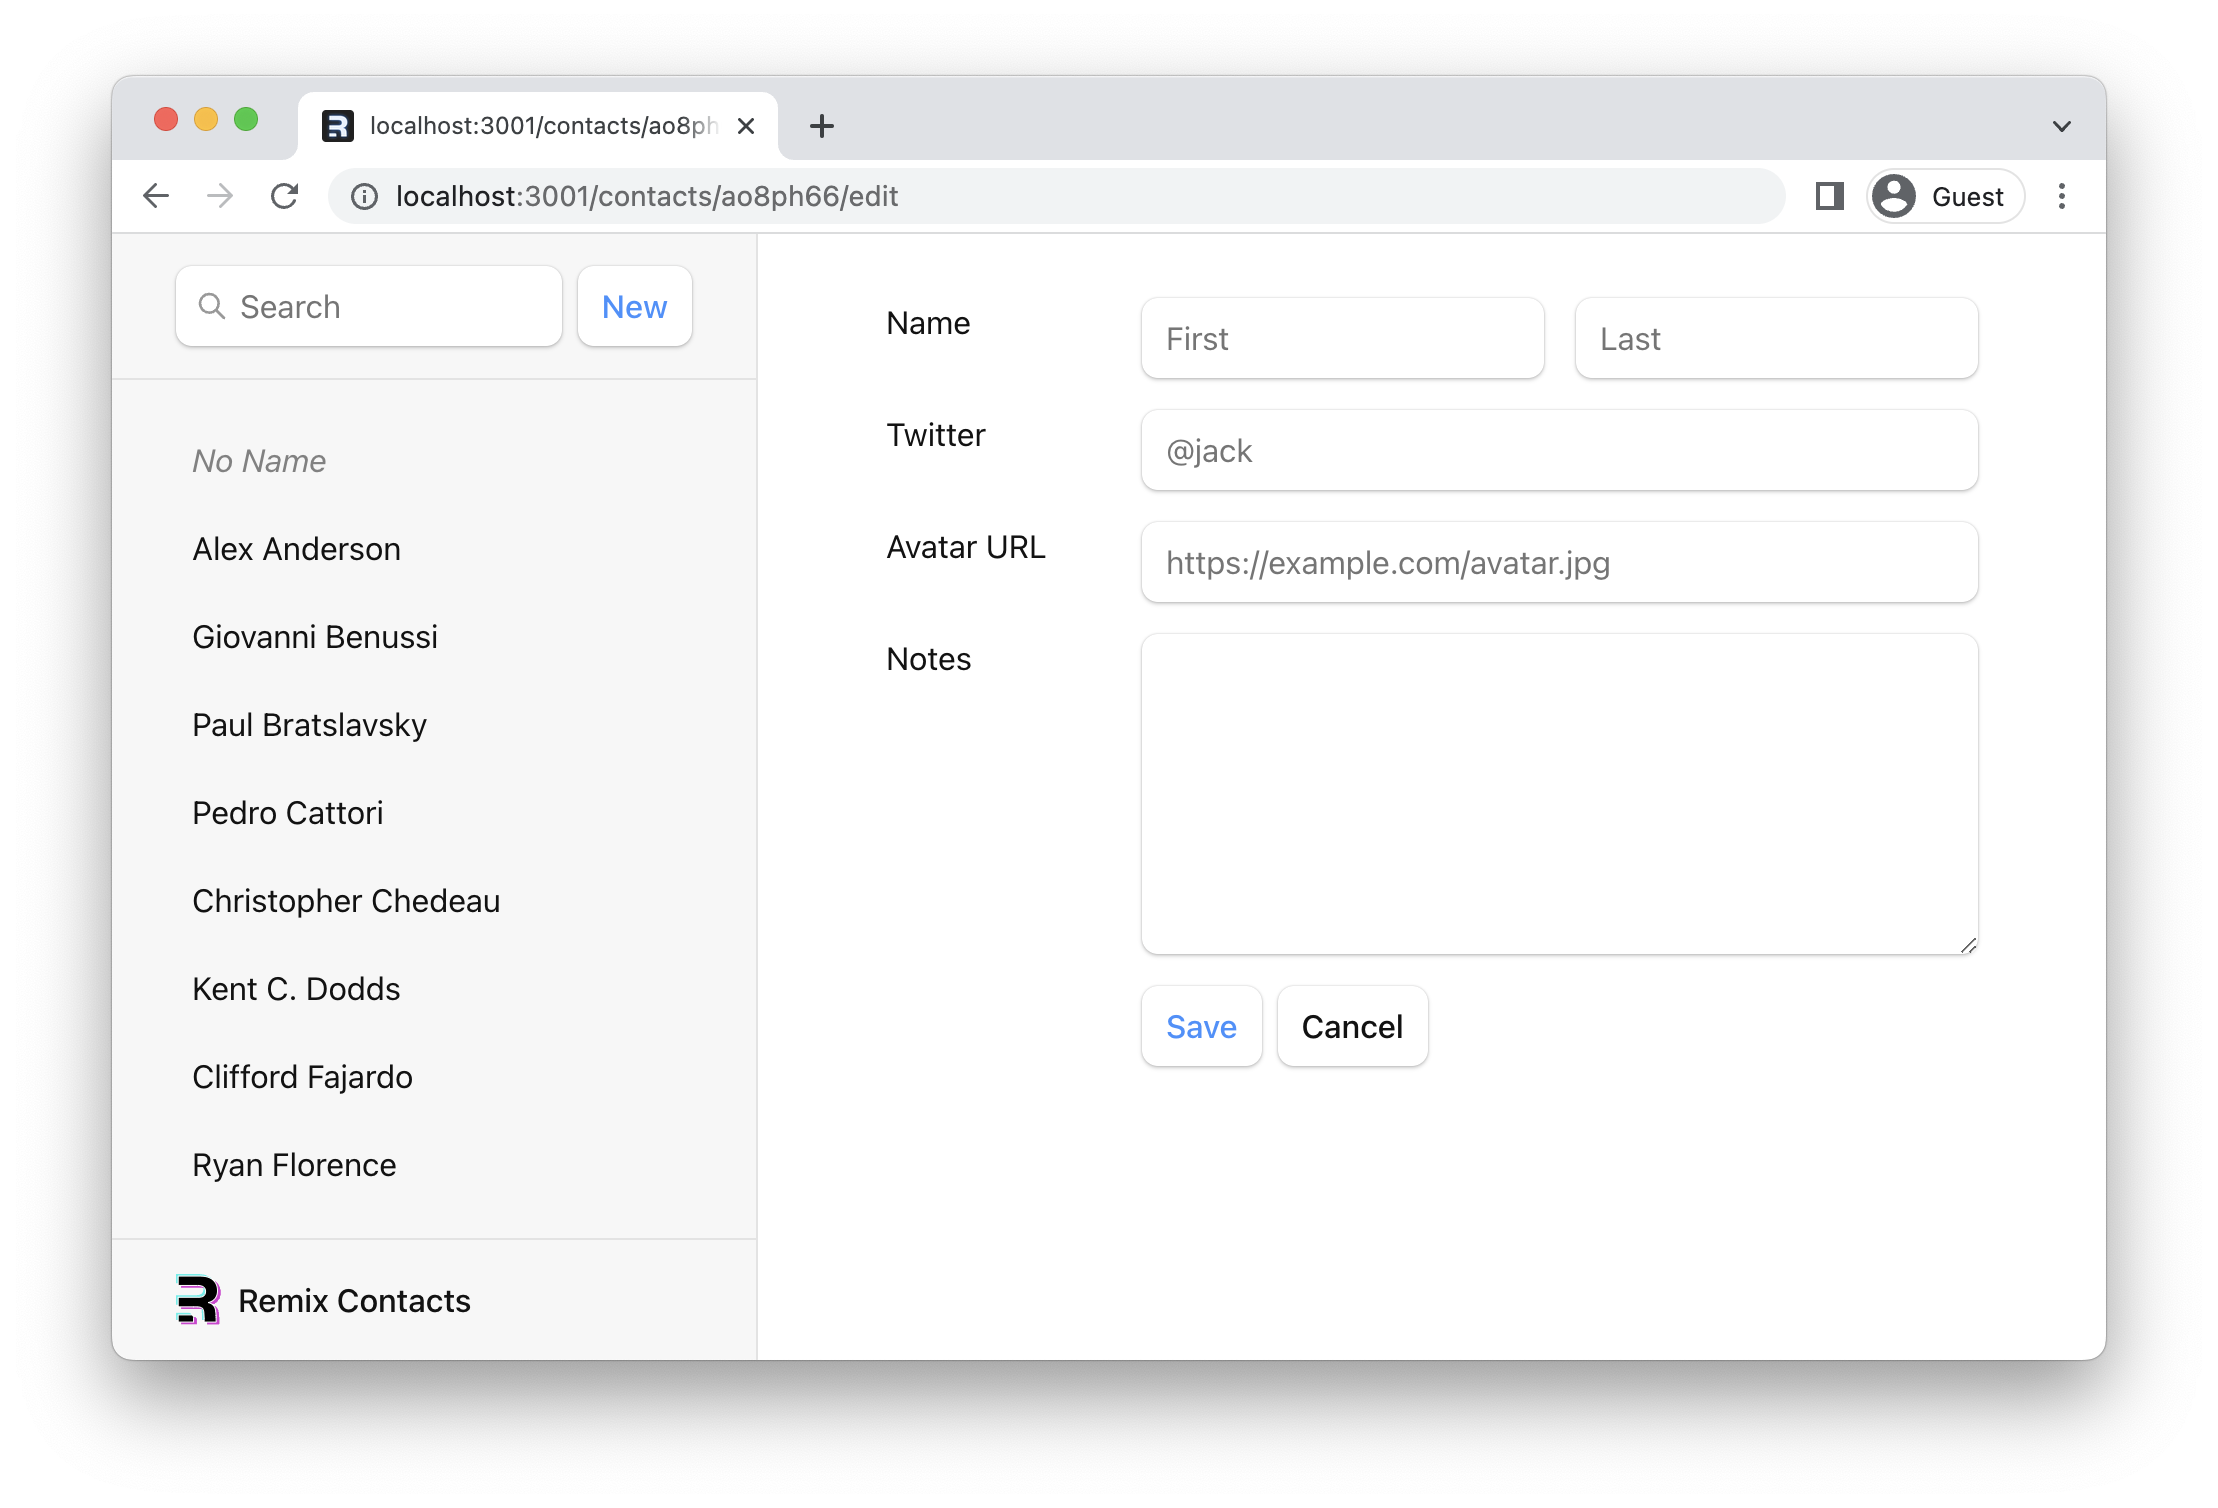 localhost:3001/contacts/ao8ph
localhost:3001/contacts/ao8ph66/edit
Guest
Search
New
No Name
Alex Anderson
Giovanni Benussi
Paul Bratslavsky
Pedro Cattori
Christopher Chedeau
Kent C. Dodds
Clifford Fajardo
Ryan Florence
Remix Contacts
Name
First
Last
Twitter
@jack
Avatar URL
https://example.com/avatar.jpg
Notes
Save
Cancel